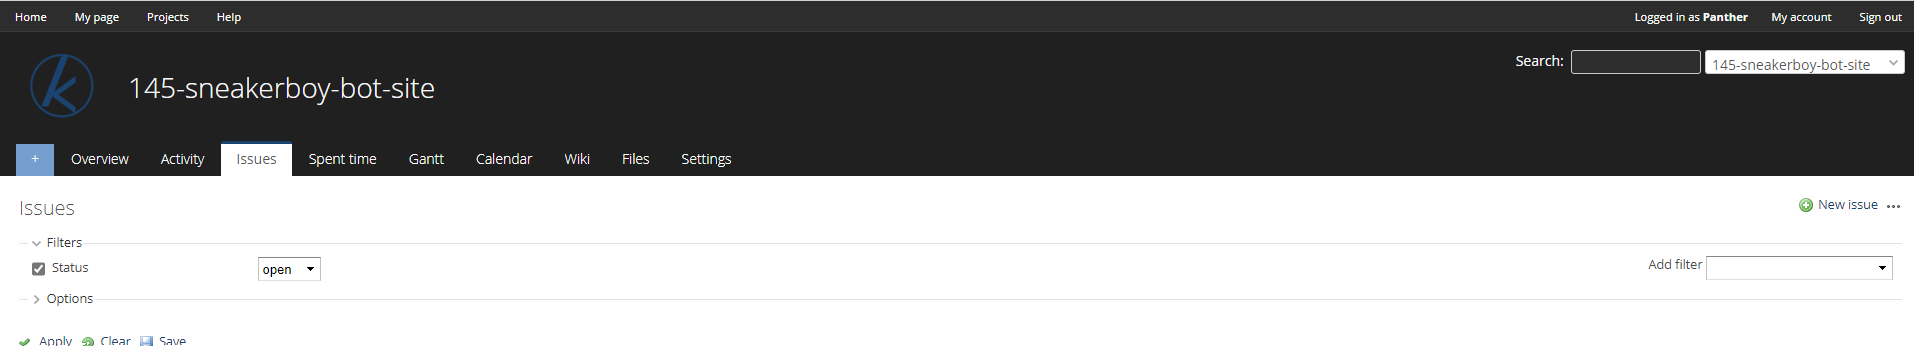 Home My page Projects Help Logged in as Panther My account Sign out
Search: 145-sneakerboy-bot-site
145-sneakerboy-bot-site
+ Overview Activity Issues Spent time Gantt Calendar Wiki Files Settings
Issues New issue ...
Filters
Status open Add filter
Options
Apply Clear Save